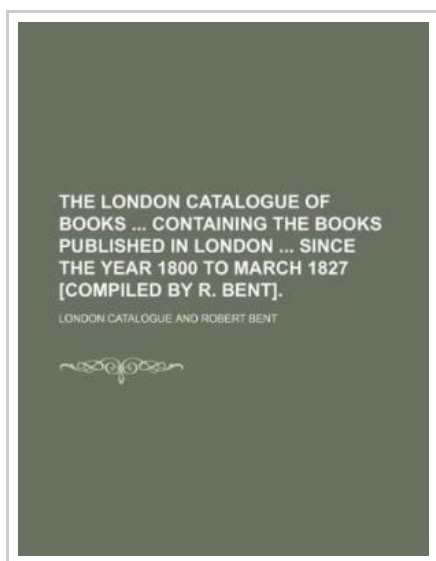 THE LONDON CATALOGUE OF
BOOKS ... CONTAINING THE BOOKS
PUBLISHED IN LONDON ... SINCE
THE YEAR 1800 TO MARCH 1827
[COMPILED BY R. BENT].
LONDON CATALOGUE AND ROBERT BENT